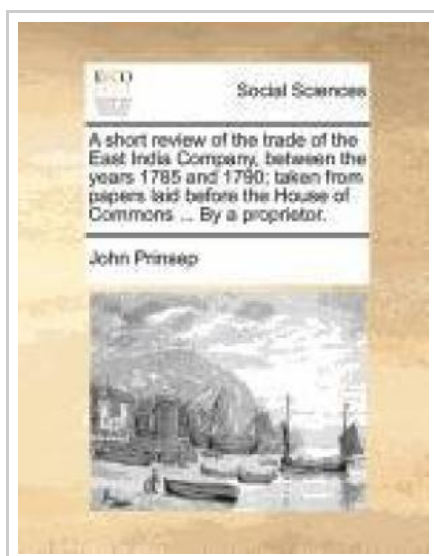 ECCO
Social Sciences
A short review of the trade of the
East India Company, between the
years 1785 and 1790; taken from
papers laid before the House of
Commons ... By a proprietor.
John Prinsep